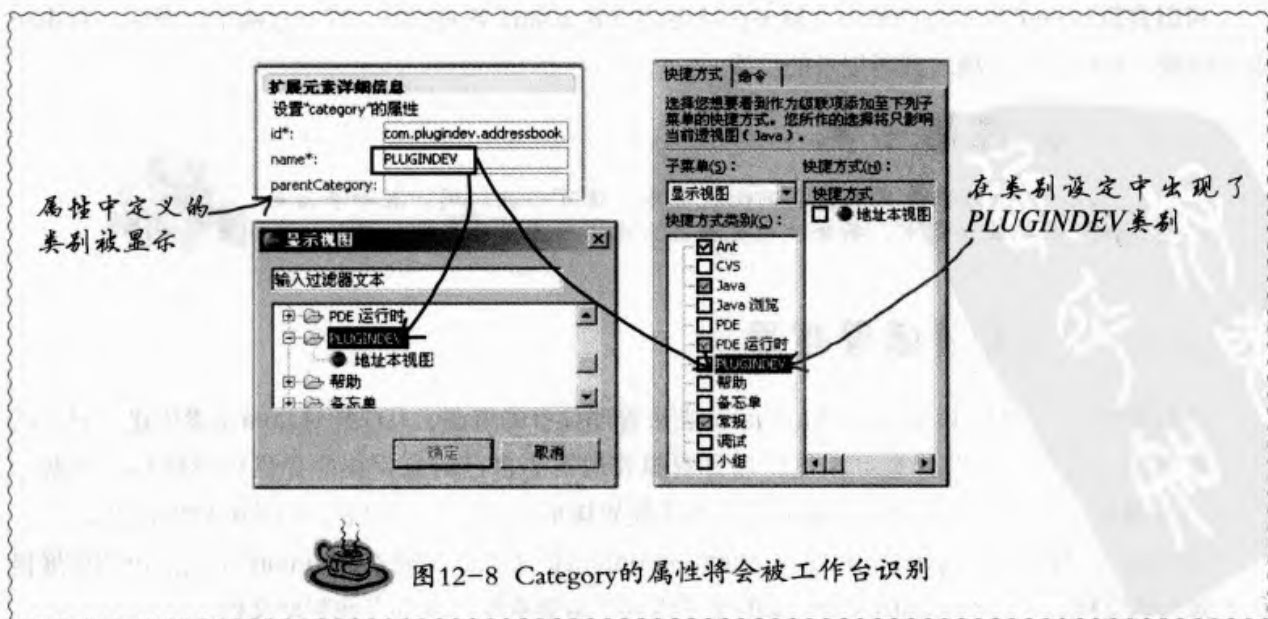 扩展元素详细信息
设置"category"的属性
id*: com.plugindev.addressbook
name*: PLUGINDEV
parentCategory:
属性中定义的
类别被显示
显示视图
输入过滤器文本
PDE 运行时
PLUGINDEV
地址本视图
帮助
备忘单
确定 取消
快捷方式 命令
选择您想要看到作为级联项添加至下列子
菜单的快捷方式。您所作的选择将只影响
当前透视图(Java)。
子菜单(S):
显示视图
快捷方式类别(C):
Ant
CVS
Java
Java 浏览
PDE
PDE 运行时
PLUGINDEV
帮助
备忘单
常规
调试
小组
快捷方式(H):
快捷方式
地址本视图
在类别设定中出现了
PLUGINDEV类别
图12-8 Category的属性将会被工作台识别